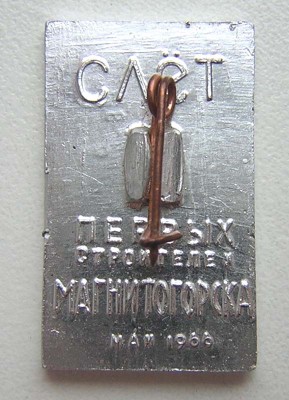 СЛЁТ
ПЕРВЫХ
СТРОИТЕЛЕЙ
МАГНИТОГОРСКА
МАЙ 1966